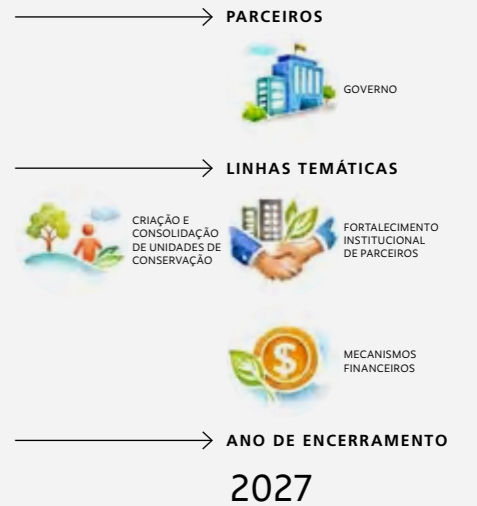 PARCEIROS
GOVERNO
LINHAS TEMÁTICAS
CRIAÇÃO E
CONSOLIDAÇÃO
DE UNIDADES DE
CONSERVAÇÃO
FORTALECIMENTO
INSTITUCIONAL
DE PARCEIROS
MECANISMOS
FINANCEIROS
ANO DE ENCERRAMENTO
2027